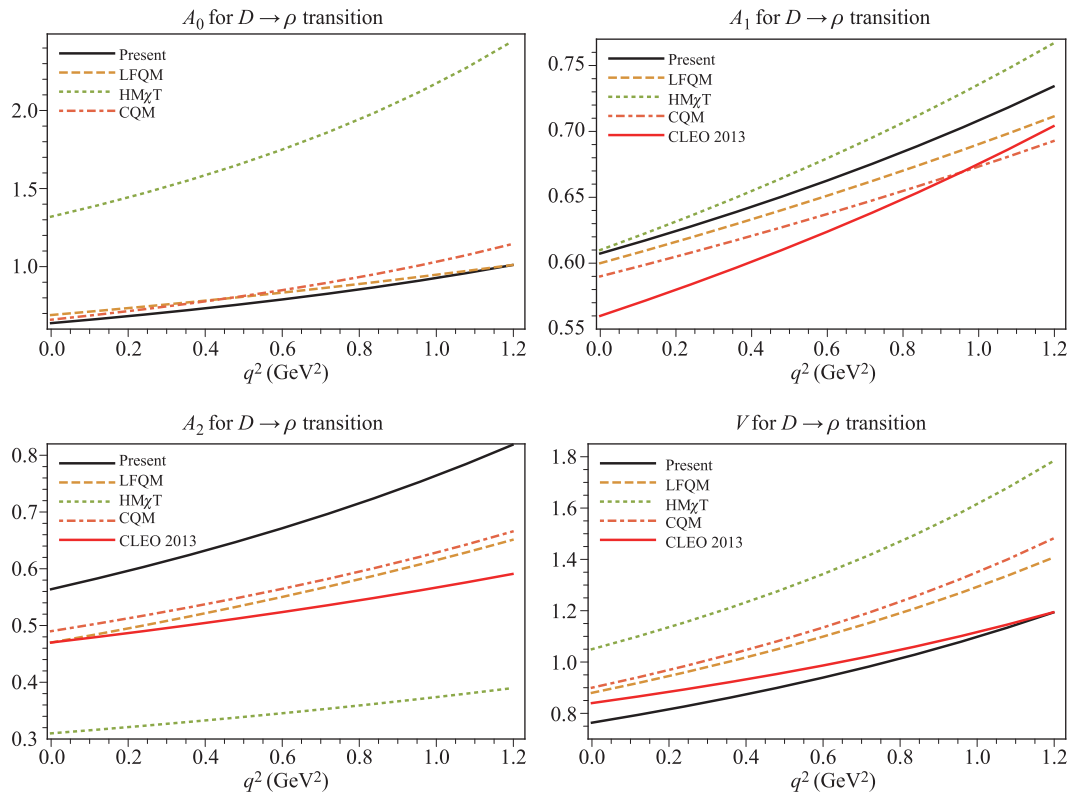 A₀ for D → ρ transition
Present
LFQM
HMχT
CQM
2.0
1.5
1.0
0.0 0.2 0.4 0.6 0.8 1.0 1.2
q² (GeV²)
A₁ for D → ρ transition
Present
LFQM
HMχT
CQM
CLEO 2013
0.75
0.70
0.65
0.60
0.55
0.0 0.2 0.4 0.6 0.8 1.0 1.2
q² (GeV²)
A₂ for D → ρ transition
Present
LFQM
HMχT
CQM
CLEO 2013
0.8
0.7
0.6
0.5
0.4
0.3
0.0 0.2 0.4 0.6 0.8 1.0 1.2
q² (GeV²)
V for D → ρ transition
Present
LFQM
HMχT
CQM
CLEO 2013
1.8
1.6
1.4
1.2
1.0
0.8
0.0 0.2 0.4 0.6 0.8 1.0 1.2
q² (GeV²)